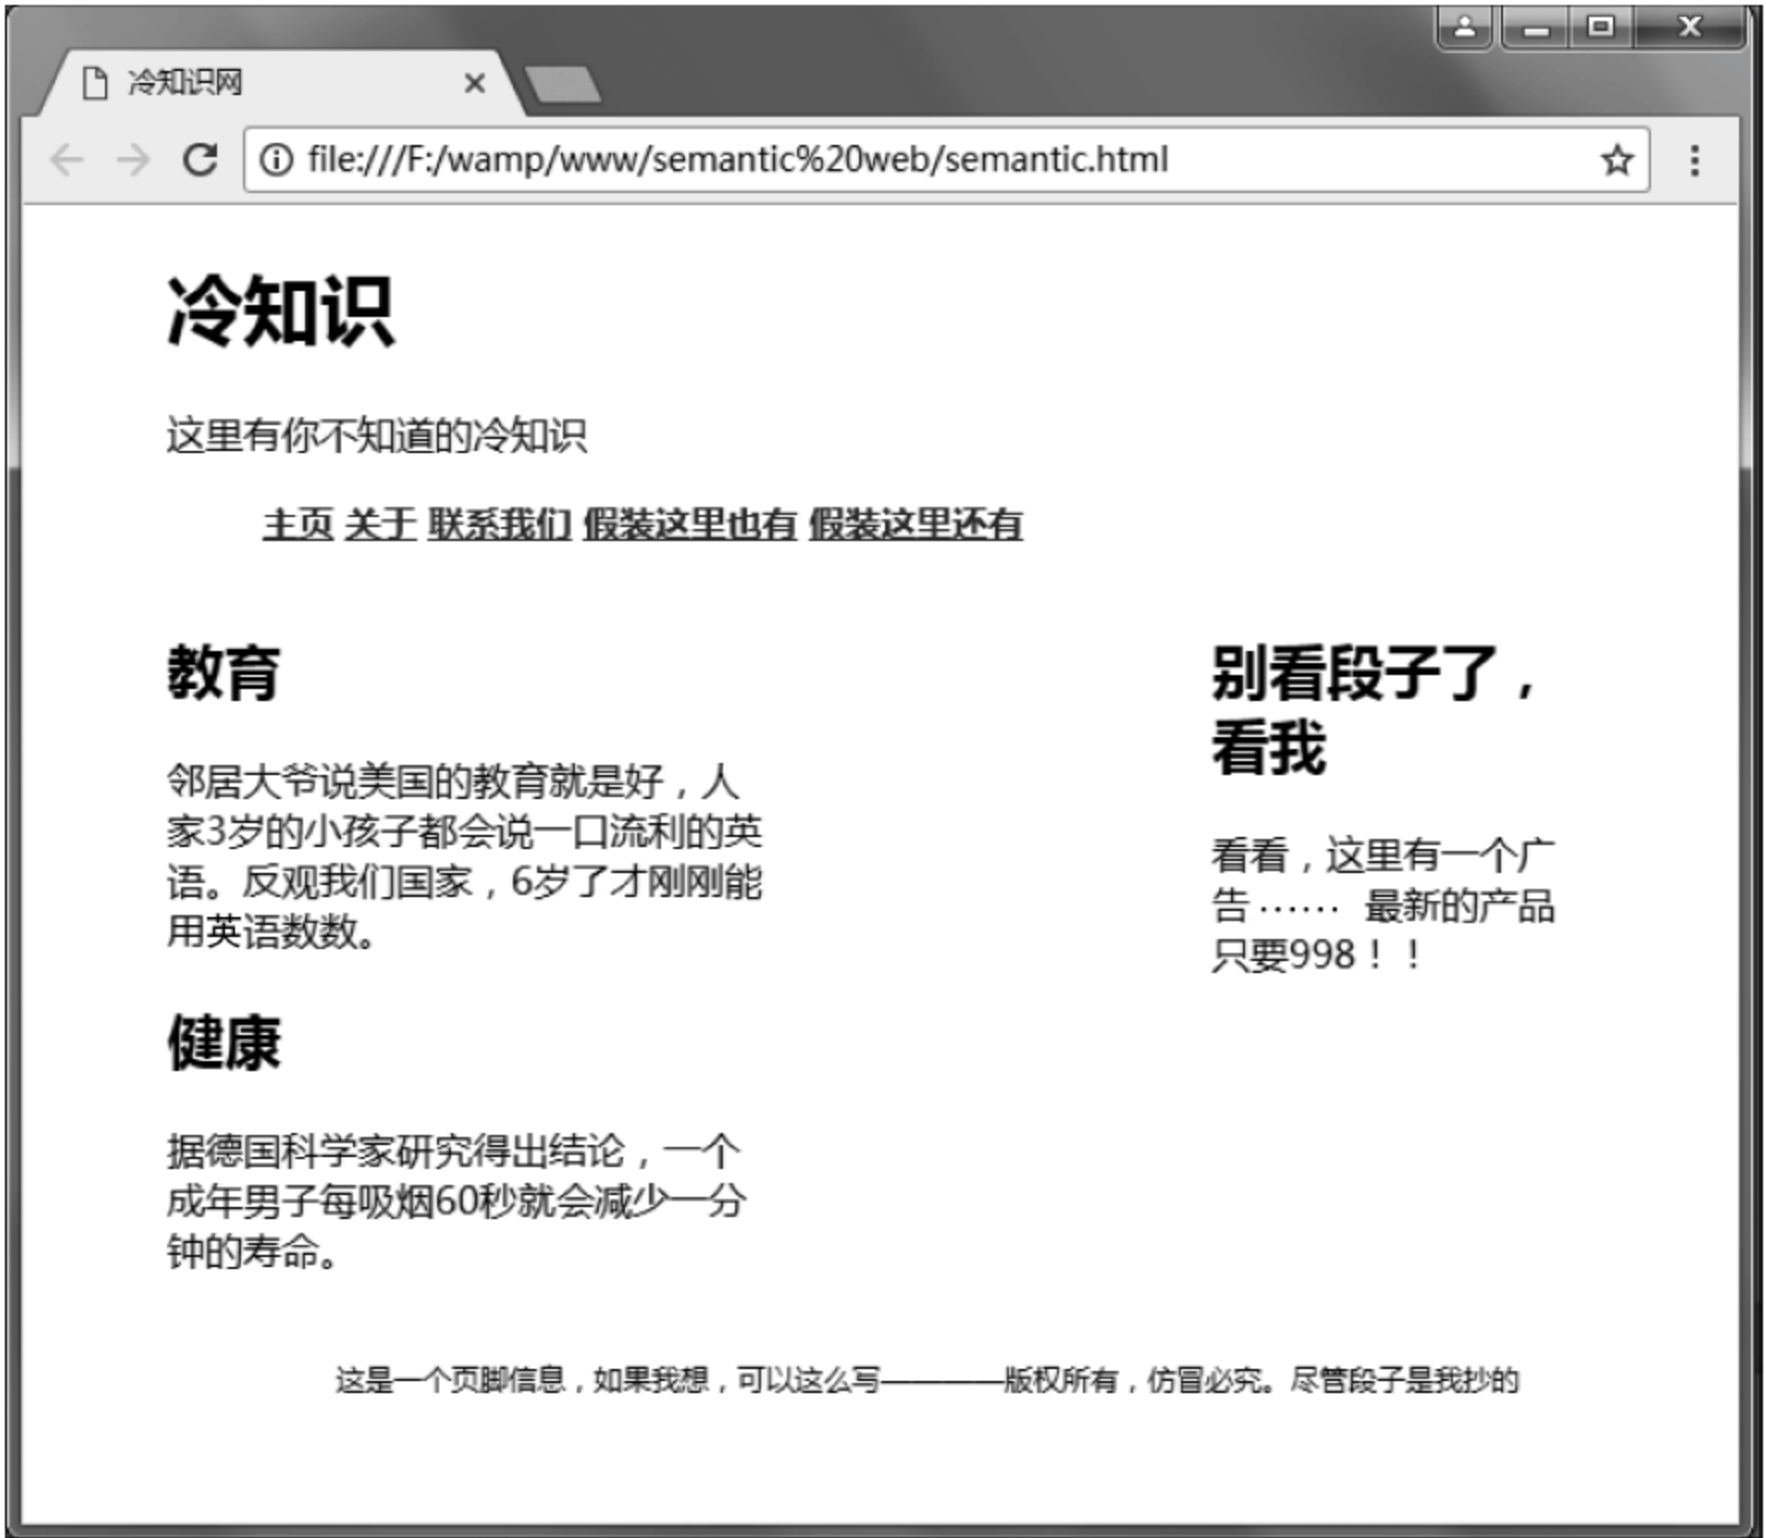 冷知识网
file:///F:/wamp/www/semantic%20web/semantic.html
冷知识
这里有你不知道的冷知识
主页 关于 联系我们 假装这里也有 假装这里还有
教育
邻居大爷说美国的教育就是好，人
家3岁的小孩子都会说一口流利的英
语。反观我们国家，6岁了才刚刚能
用英语数数。
健康
据德国科学家研究得出结论，一个
成年男子每吸烟60秒就会减少一分
钟的寿命。
别看段子了，
看我
看看，这里有一个广
告…… 最新的产品
只要998！！
这是一个页脚信息，如果我想，可以这么写————版权所有，仿冒必究。尽管段子是我抄的